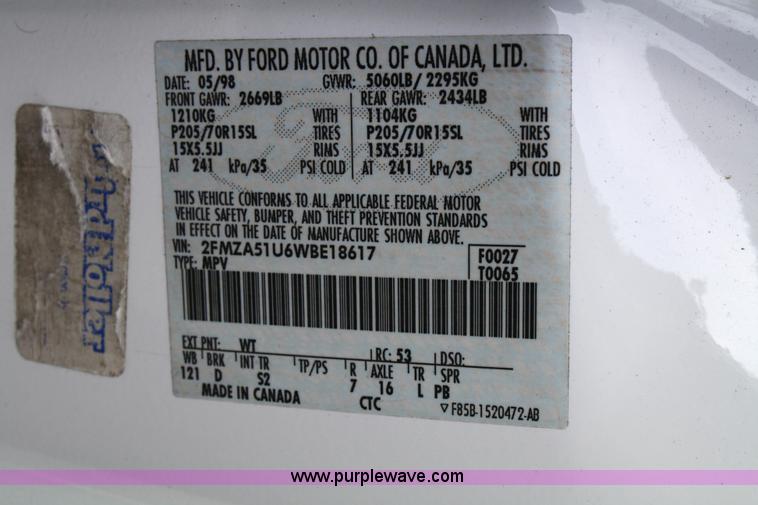 MFD. BY FORD MOTOR CO. OF CANADA, LTD.
DATE: 05/98 GVWR: 5060LB/ 2295KG
FRONT GAWR: 2669LB REAR GAWR: 2434LB
1210KG WITH 1104KG WITH
P205/70R15SL TIRES P205/70R15SL TIRES
15X5.5JJ RIMS 15X5.5JJ RIMS
AT 241 kPa/35 PSI COLD AT 241 kPa/35 PSI COLD
THIS VEHICLE CONFORMS TO ALL APPLICABLE FEDERAL MOTOR
VEHICLE SAFETY, BUMPER, AND THEFT PREVENTION STANDARDS
IN EFFECT ON THE DATE OF MANUFACTURE SHOWN ABOVE.
VIN: 2FMZA51U6WBE18617 F0027
TYPE: MPV T0065
EXT PNT: WT RC: 53 DSO:
WB BRK INT TR TP/PS R AXLE TR SPR
121 D S2 7 16 L PB
MADE IN CANADA CTC ▽ F85B-1520472-AB
www.purplewave.com